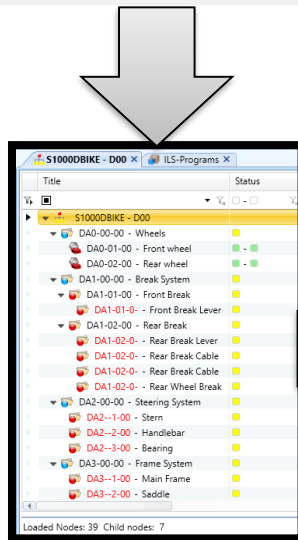 S1000DBIKE - D00 × ILS-Programs ×
Title Status
S1000DBIKE - D00
DA0-00-00 - Wheels
DA0-01-00 - Front wheel
DA0-02-00 - Rear wheel
DA1-00-00 - Break System
DA1-01-00 - Front Break
DA1-01-0- - Front Break Lever
DA1-02-00 - Rear Break
DA1-02-0- - Rear Break Lever
DA1-02-0- - Rear Break Cable
DA1-02-0- - Rear Break Cable
DA1-02-0- - Rear Wheel Break
DA2-00-00 - Steering System
DA2--1-00 - Stern
DA2--2-00 - Handlebar
DA2--3-00 - Bearing
DA3-00-00 - Frame System
DA3--1-00 - Main Frame
DA3--2-00 - Saddle
Loaded Nodes: 39 Child nodes: 7